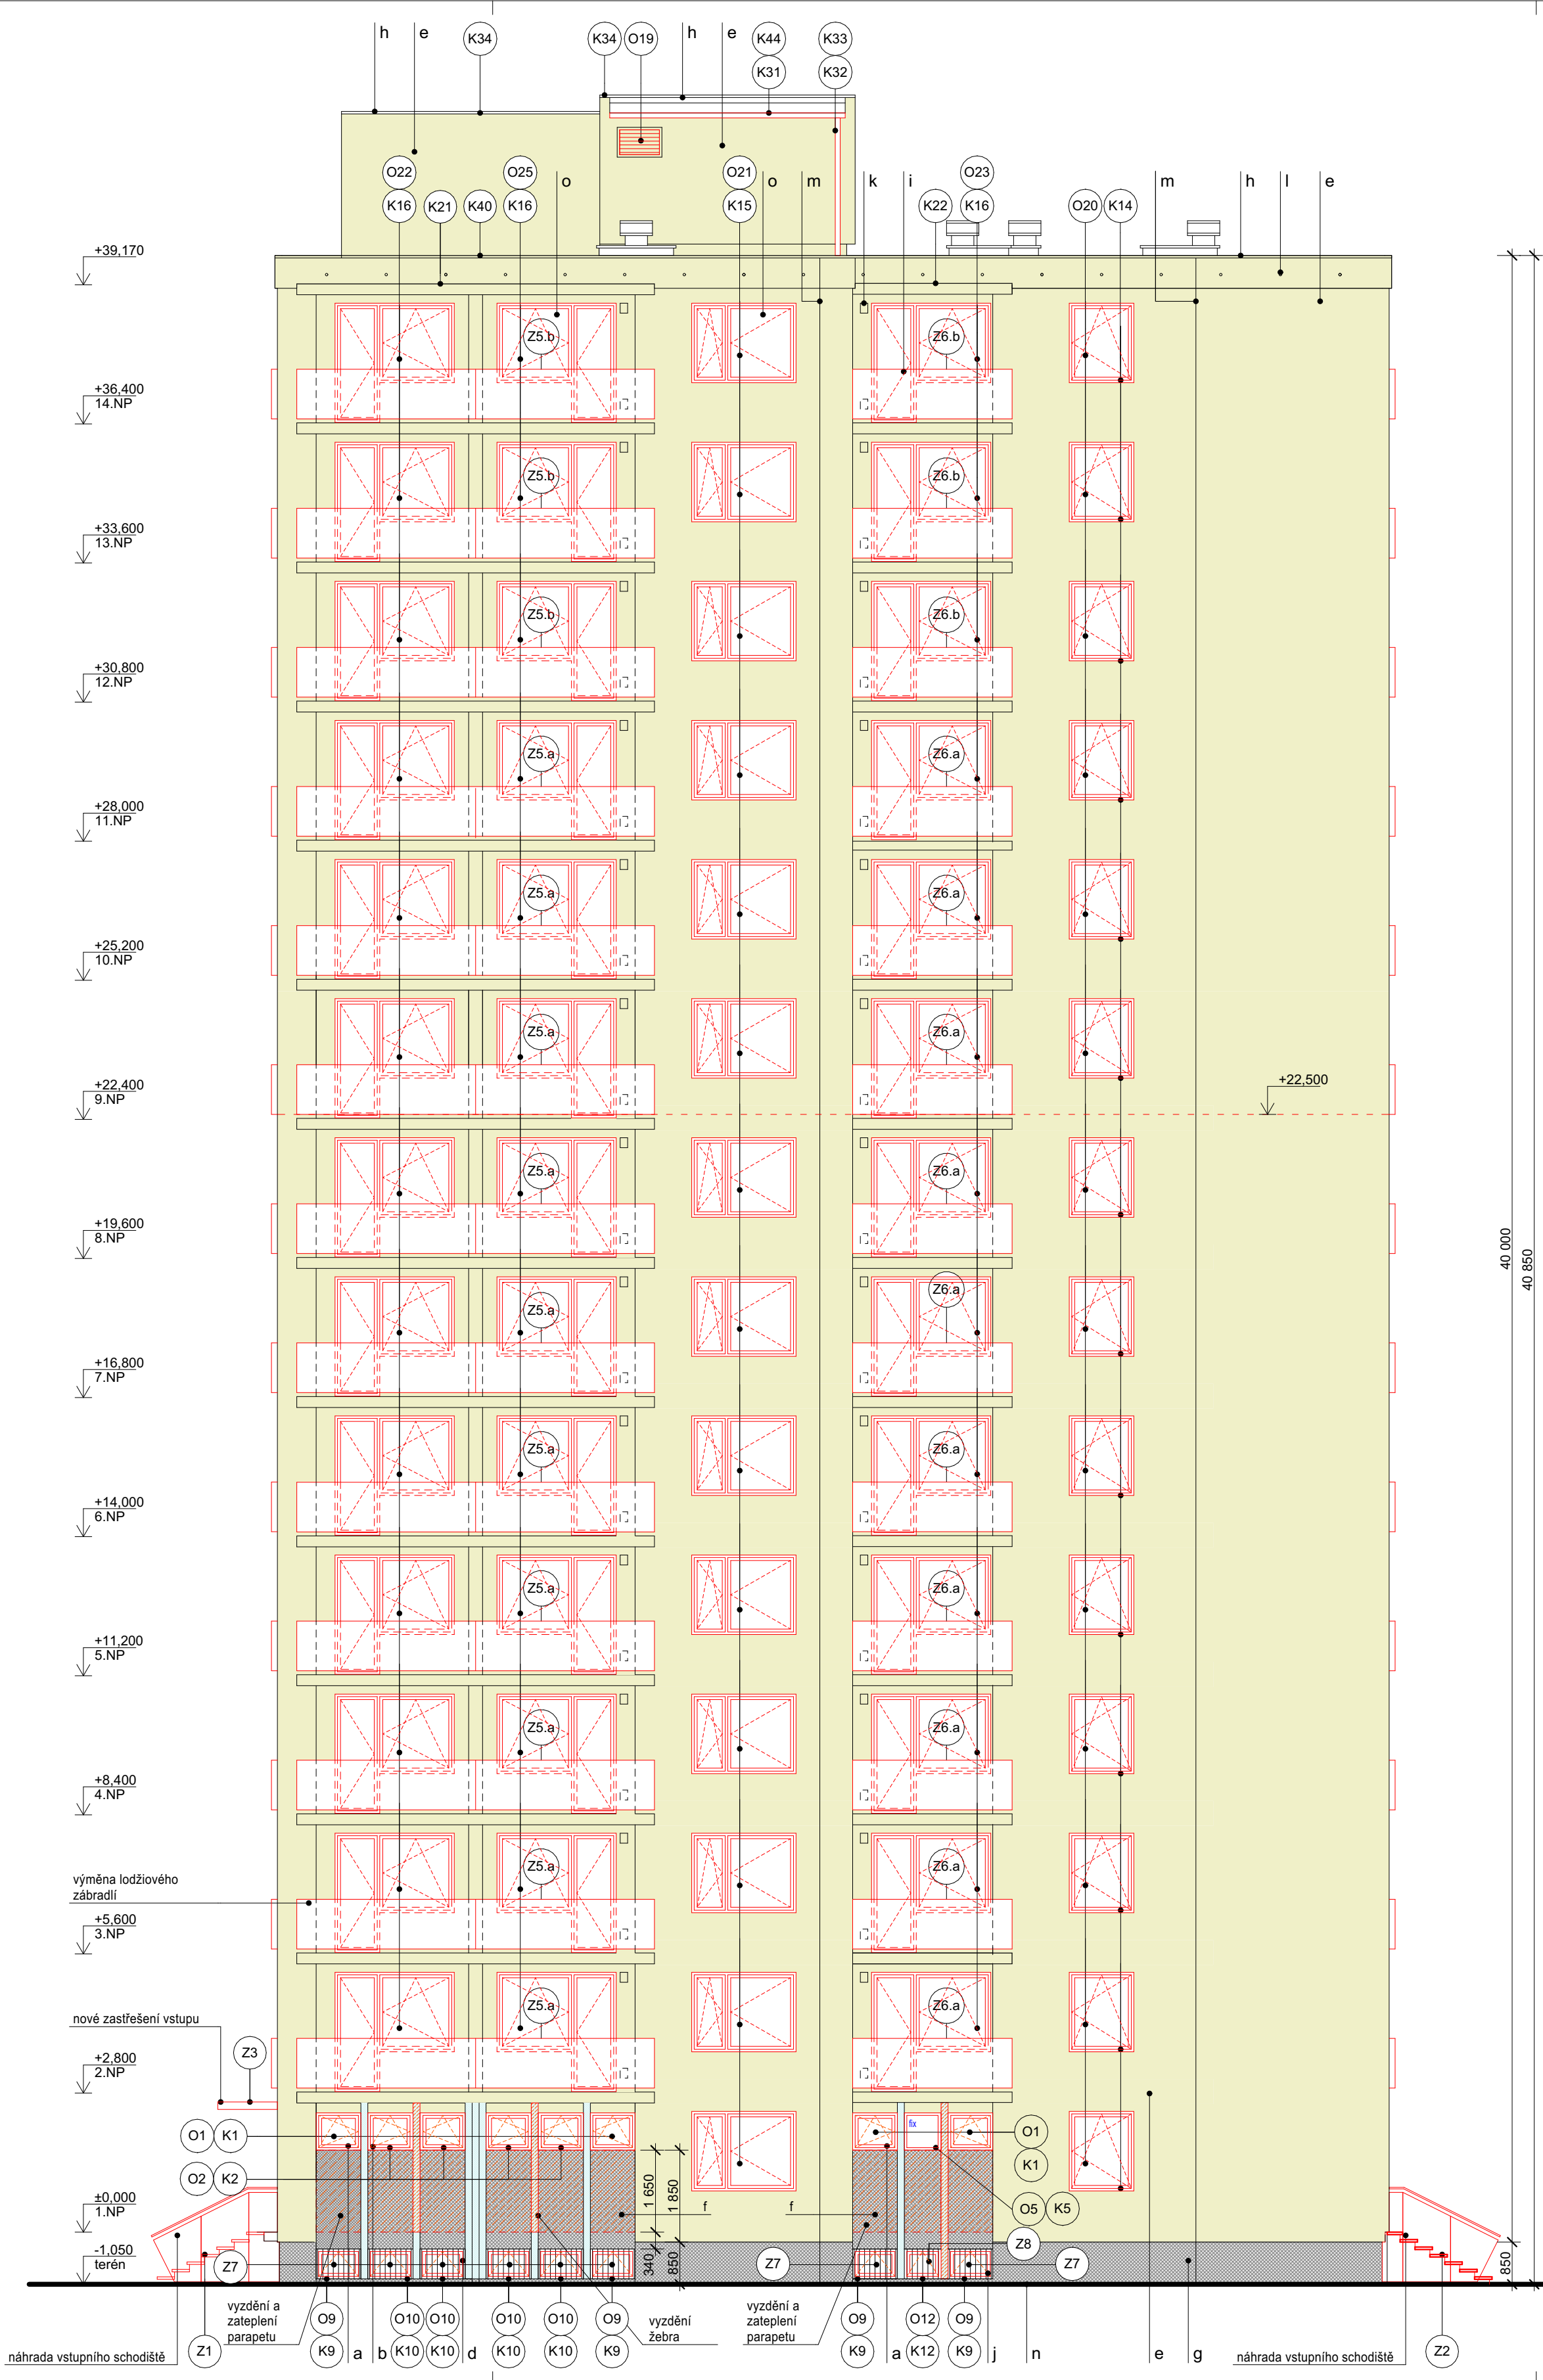 h e K34 K34 O19 h e K44 K33
K31 K32
O22 O25 o O21 o m k i O23 m h l e
K16 K21 K40 K16 K15 K22 K16 O20 K14
+39,170
Z5.b Z6.b
+36,400
14.NP
Z5.b Z6.b
+33,600
13.NP
Z5.b Z6.b
+30,800
12.NP
Z5.a Z6.a
+28,000
11.NP
Z5.a Z6.a
+25,200
10.NP
Z5.a Z6.a
+22,400
9.NP
+22,500
Z5.a Z6.a
+19,600
8.NP
40 000
40 850
Z5.a Z6.a
+16,800
7.NP
Z5.a Z6.a
+14,000
6.NP
Z5.a Z6.a
+11,200
5.NP
Z5.a Z6.a
+8,400
4.NP
Z5.a Z6.a
výměna lodžiového
zábradlí
+5,600
3.NP
Z5.a Z6.a
nové zastřešení vstupu
Z3
+2,800
2.NP
fix
O1 K1 O1
K1
O2 K2
1 650
1 850
f f O5 K5
±0,000
1.NP
Z8
-1,050
terén
Z7 340 850 Z7 Z7 850
vyzdění a
zateplení
parapetu
vyzdění
žebra
vyzdění a
zateplení
parapetu
O9 O10 O10 O10 O10 O9 O9 O12 O9
náhrada vstupního schodiště Z1 K9 a b K10 K10 d K10 K10 K9 K9 a K12 K9 j n e g náhrada vstupního schodiště Z2